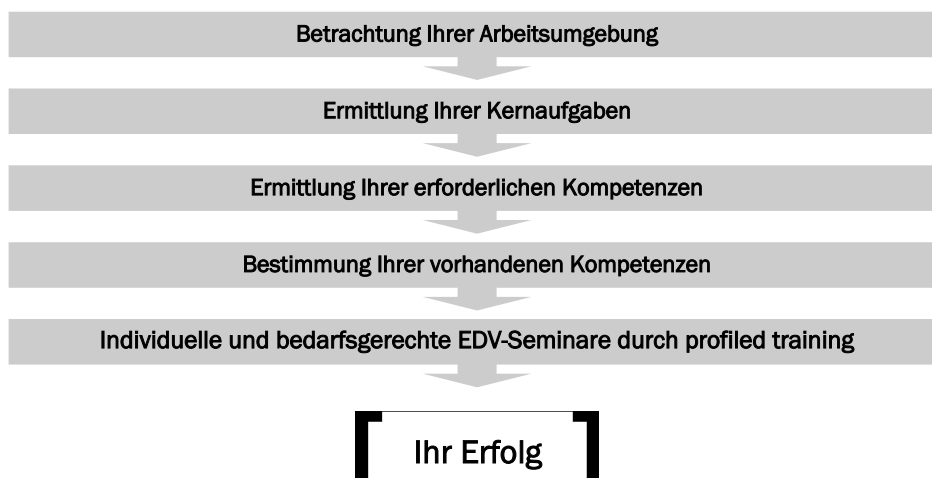 Betrachtung Ihrer Arbeitsumgebung
Ermittlung Ihrer Kernaufgaben
Ermittlung Ihrer erforderlichen Kompetenzen
Bestimmung Ihrer vorhandenen Kompetenzen
Individuelle und bedarfsgerechte EDV-Seminare durch profiled training
Ihr Erfolg